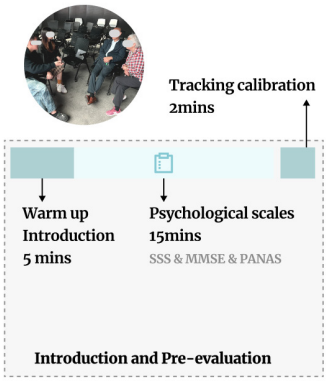 Tracking calibration
2mins
Warm up
Introduction
5 mins
Psychological scales
15mins
SSS & MMSE & PANAS
Introduction and Pre-evaluation